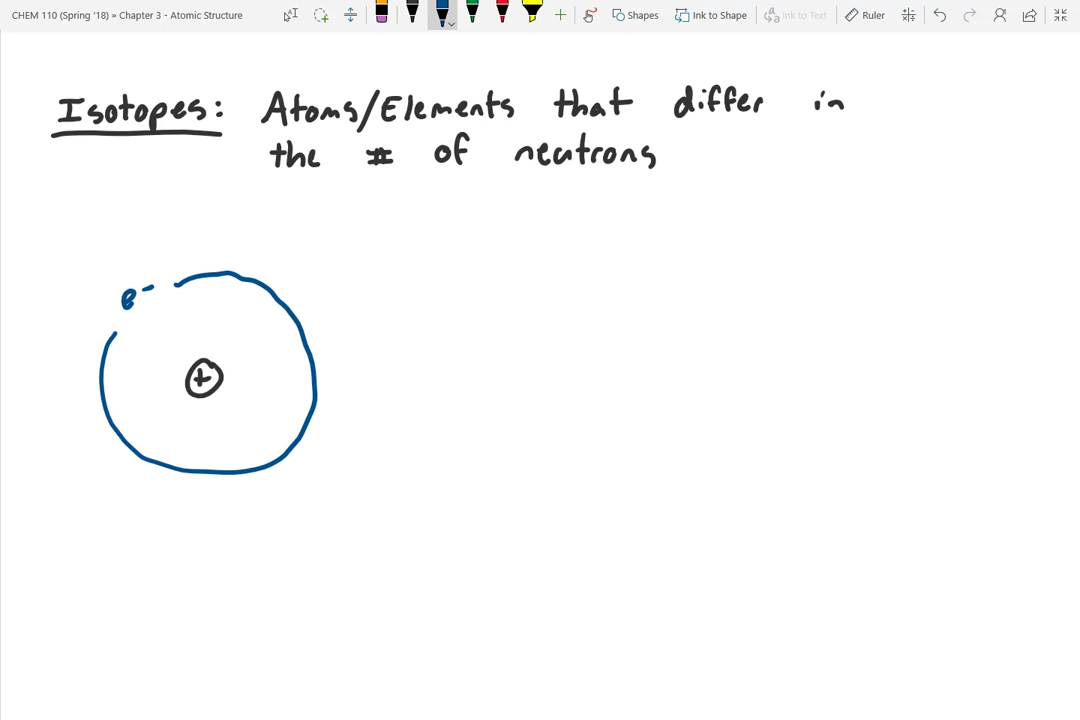 CHEM 110 (Spring '18) » Chapter 3 - Atomic Structure
Shapes
Ink to Shape
Ink to Text
Ruler
Isotopes: Atoms/Elements that differ in
the # of neutrons
e⁻
+